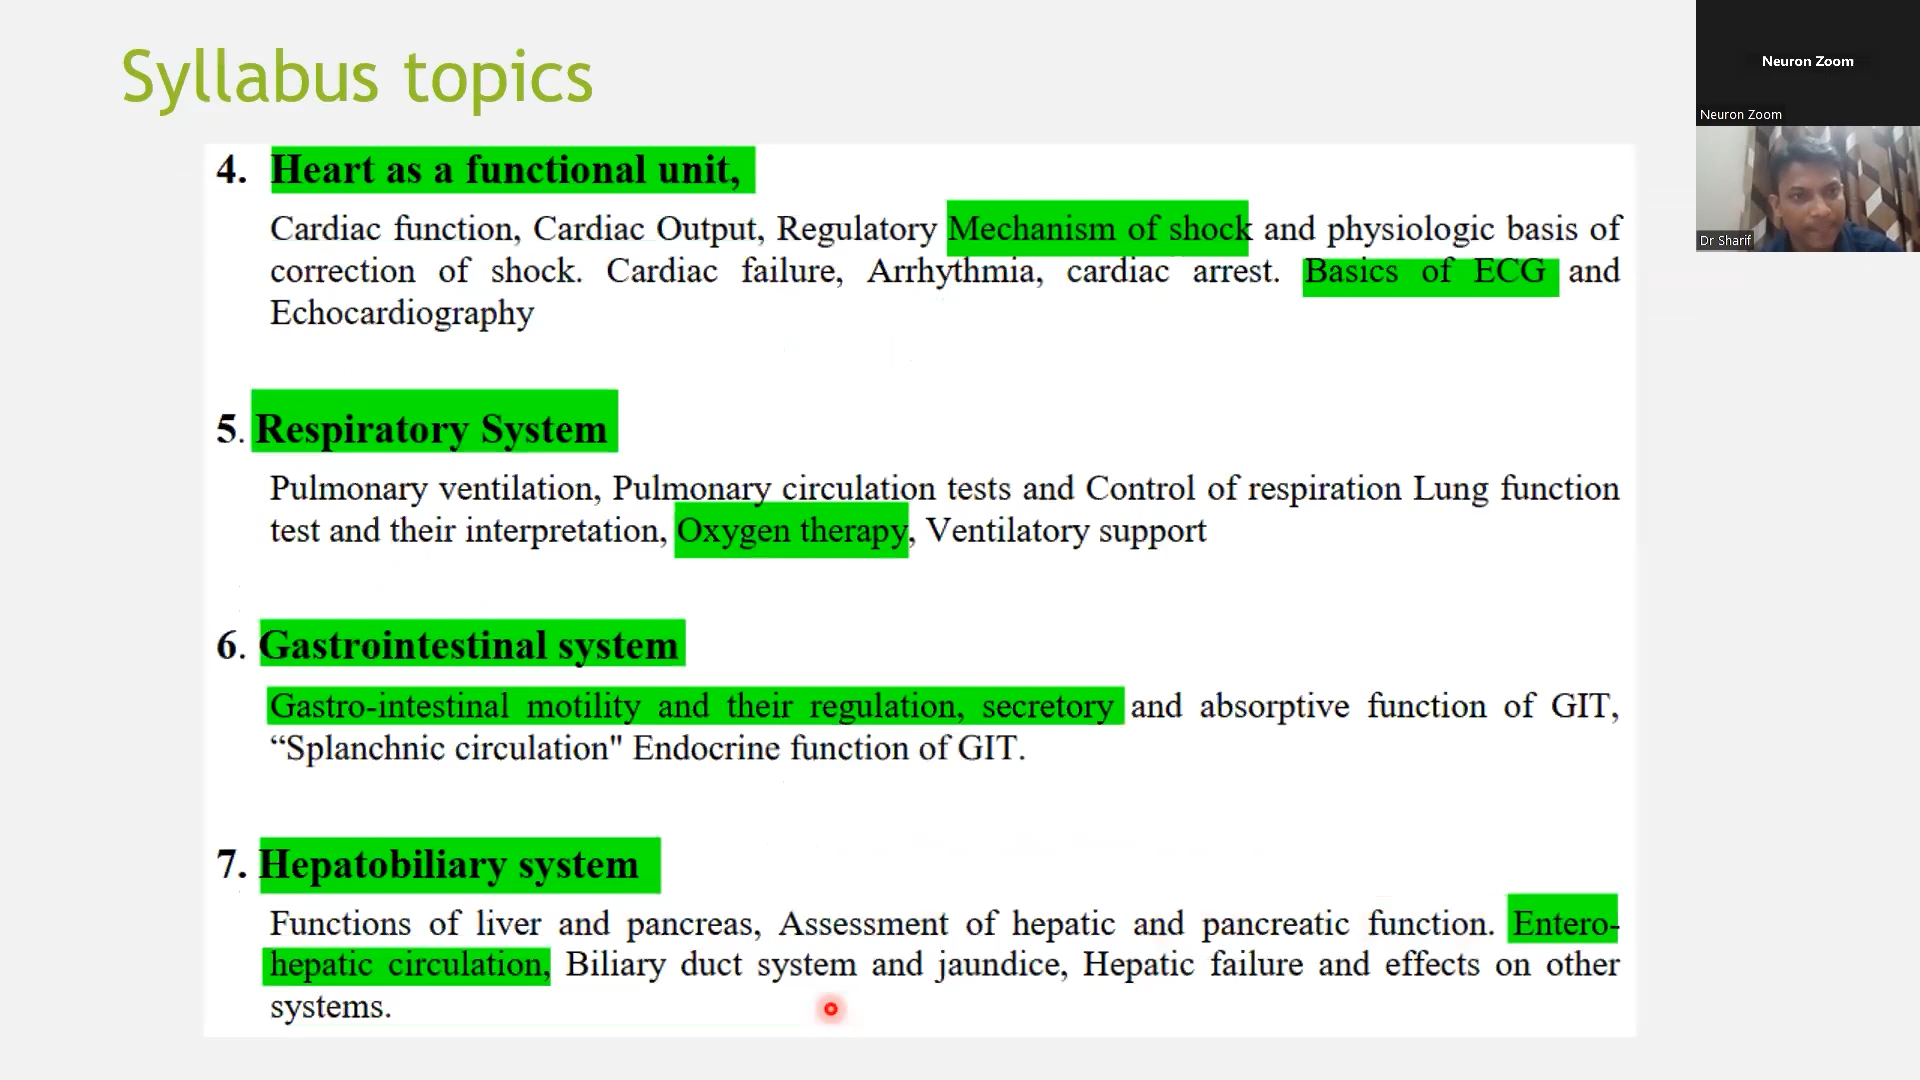 Syllabus topics
4. Heart as a functional unit,
Cardiac function, Cardiac Output, Regulatory Mechanism of shock and physiologic basis of
correction of shock. Cardiac failure, Arrhythmia, cardiac arrest. Basics of ECG and
Echocardiography
5. Respiratory System
Pulmonary ventilation, Pulmonary circulation tests and Control of respiration Lung function
test and their interpretation, Oxygen therapy, Ventilatory support
6. Gastrointestinal system
Gastro-intestinal motility and their regulation, secretory and absorptive function of GIT,
“Splanchnic circulation" Endocrine function of GIT.
7. Hepatobiliary system
Functions of liver and pancreas, Assessment of hepatic and pancreatic function. Entero-
hepatic circulation, Biliary duct system and jaundice, Hepatic failure and effects on other
systems.
Neuron Zoom
Neuron Zoom
Dr Sharif